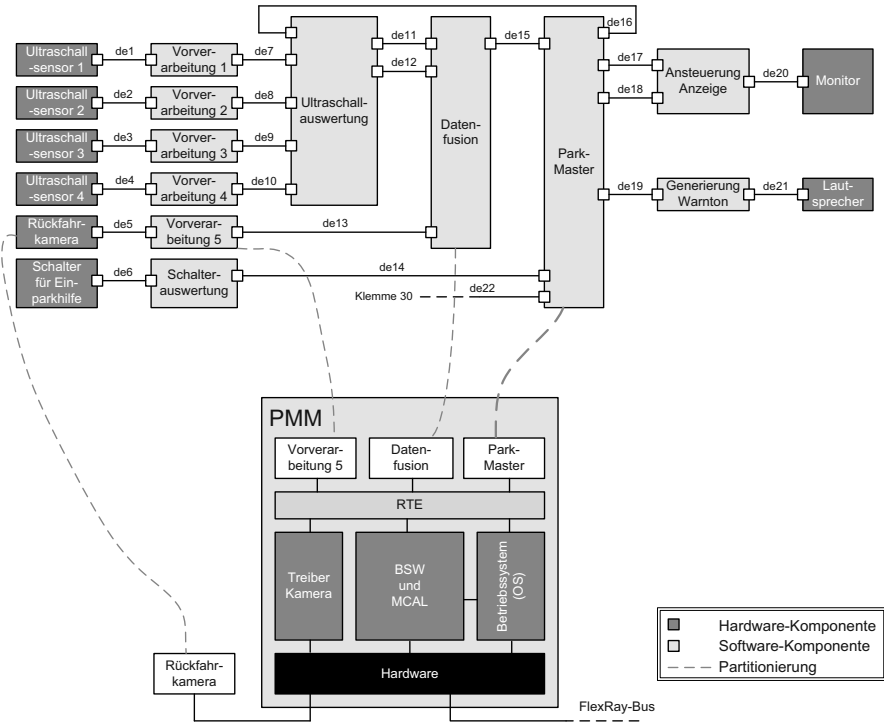 de16
de11
de15
de17
de12
de18
Ultraschall
-sensor 1
de1
Vorver-
arbeitung 1
de7
Ansteuerung
Anzeige
de20
Monitor
Ultraschall
-sensor 2
de2
Vorver-
arbeitung 2
de8
Ultraschall-
auswertung
Daten-
fusion
Ultraschall
-sensor 3
de3
Vorver-
arbeitung 3
de9
Park-
Master
Ultraschall
-sensor 4
de4
Vorver-
arbeitung 4
de10
de19
Generierung
Warnton
de21
Laut-
sprecher
Rückfahr-
kamera
de5
Vorverar-
beitung 5
de13
Schalter
für Ein-
parkhilfe
de6
Schalter-
auswertung
de14
Klemme 30
de22
PMM
Vorverar-
beitung 5
Daten-
fusion
Park-
Master
RTE
Treiber
Kamera
BSW
und
MCAL
Betriebssystem
(OS)
Hardware
Rückfahr-
kamera
FlexRay-Bus
Hardware-Komponente
Software-Komponente
Partitionierung